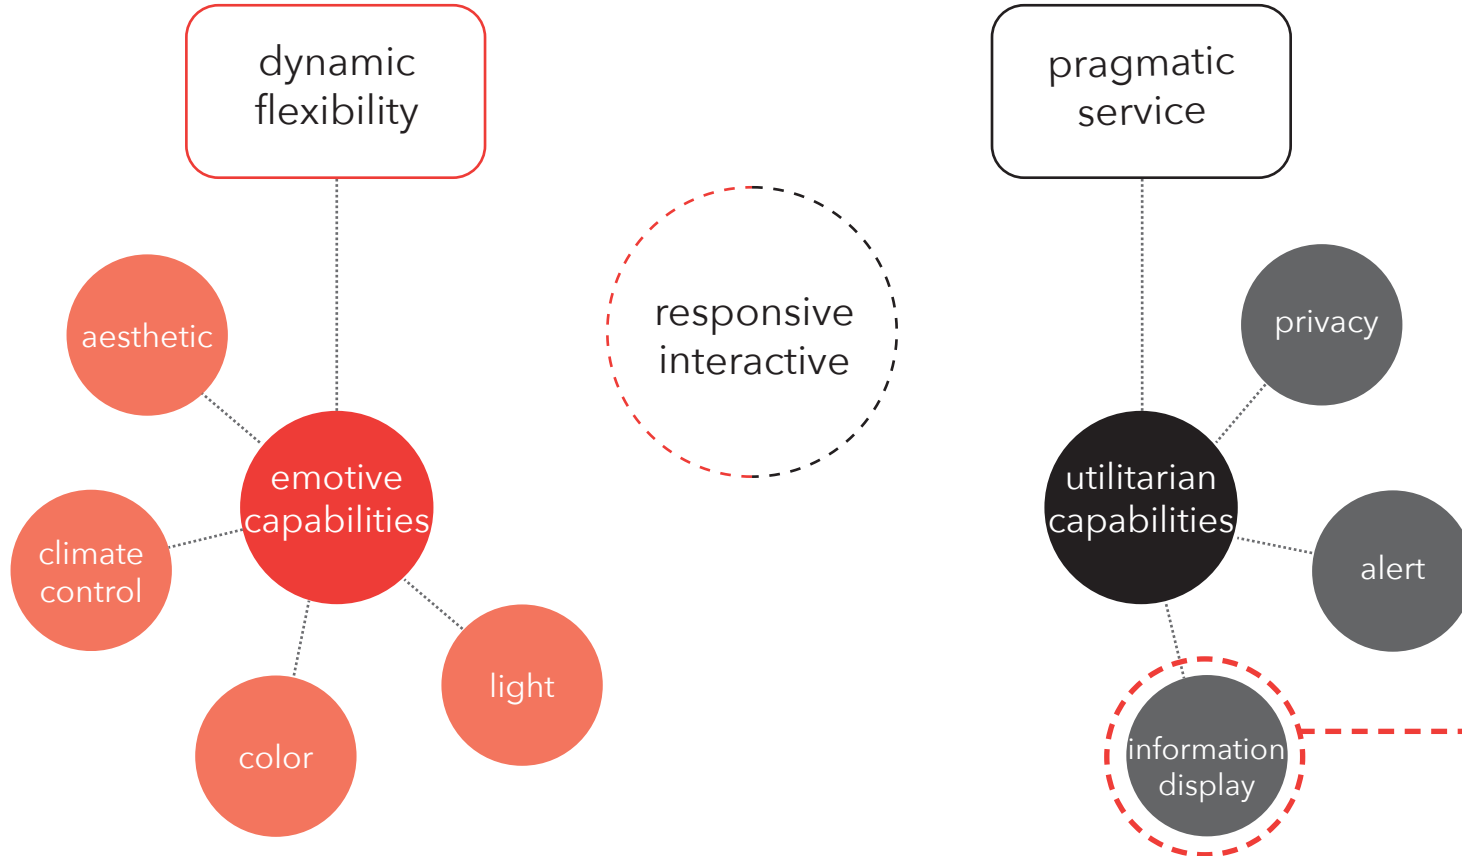 dynamic
flexibility
pragmatic
service
responsive
interactive
aesthetic
privacy
emotive
capabilities
utilitarian
capabilities
climate
control
alert
light
color
information
display